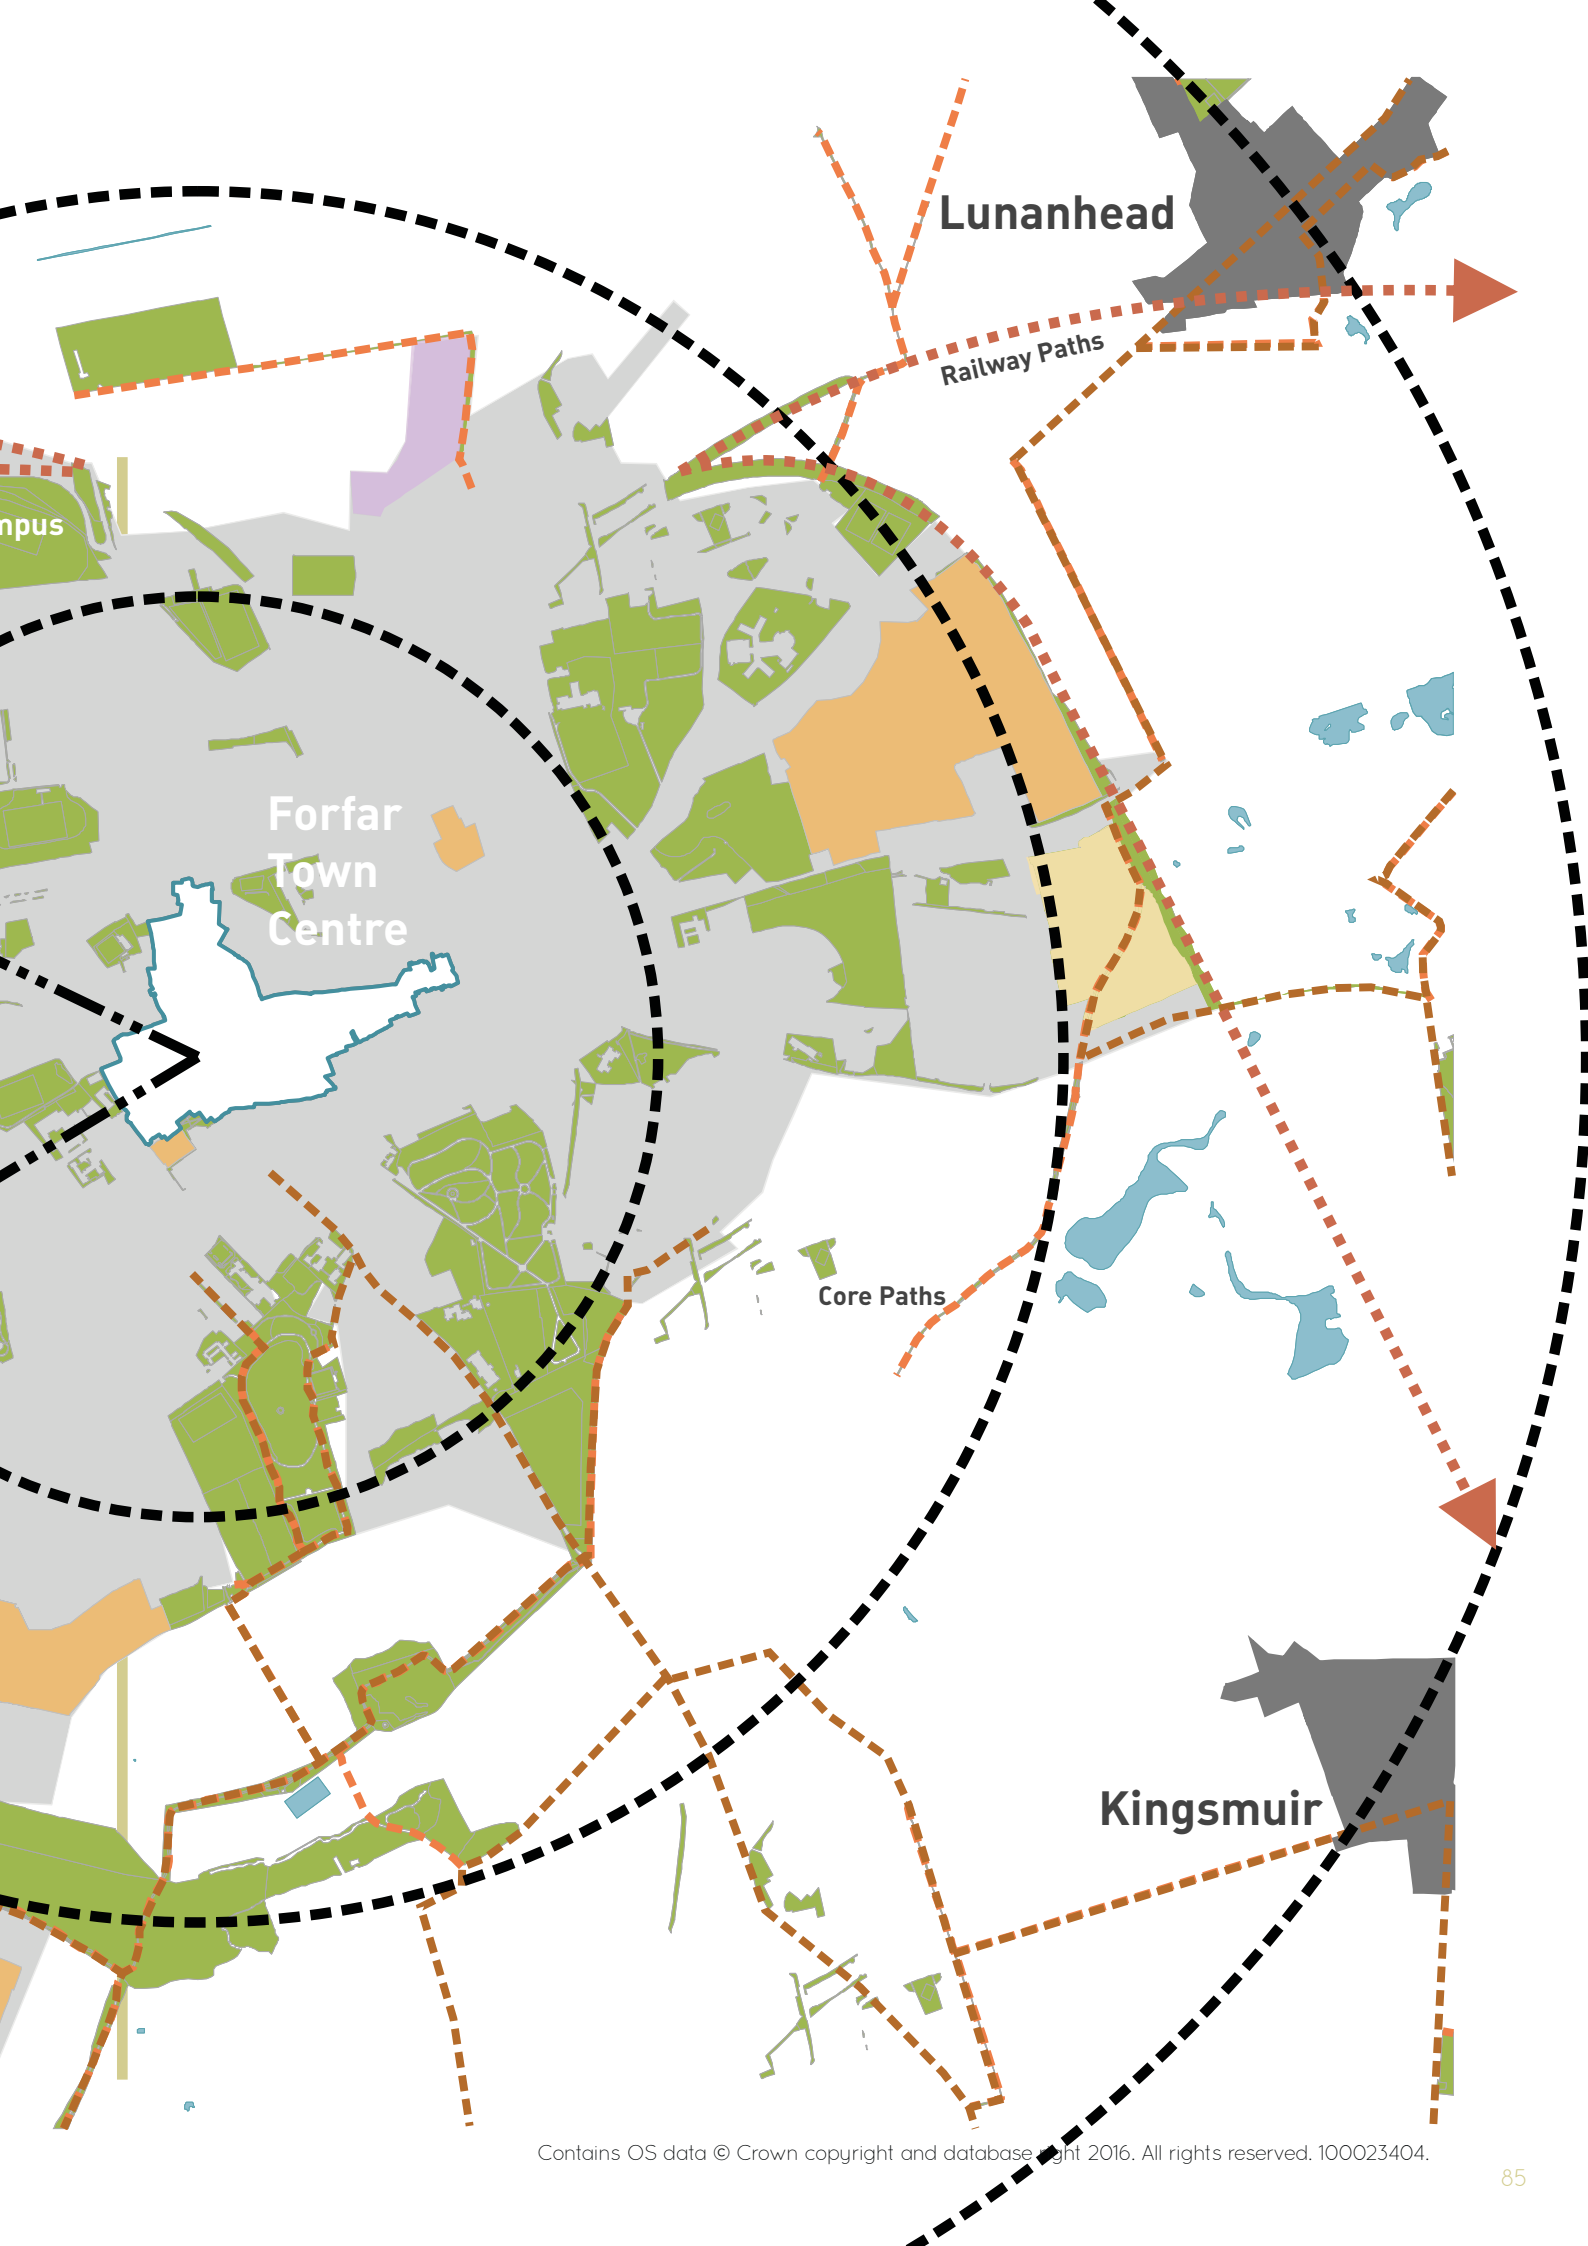 Lunanhead
Railway Paths
mpus
Forfar
Town
Centre
Core Paths
Kingsmuir
Contains OS data © Crown copyright and database right 2016. All rights reserved. 100023404.
85